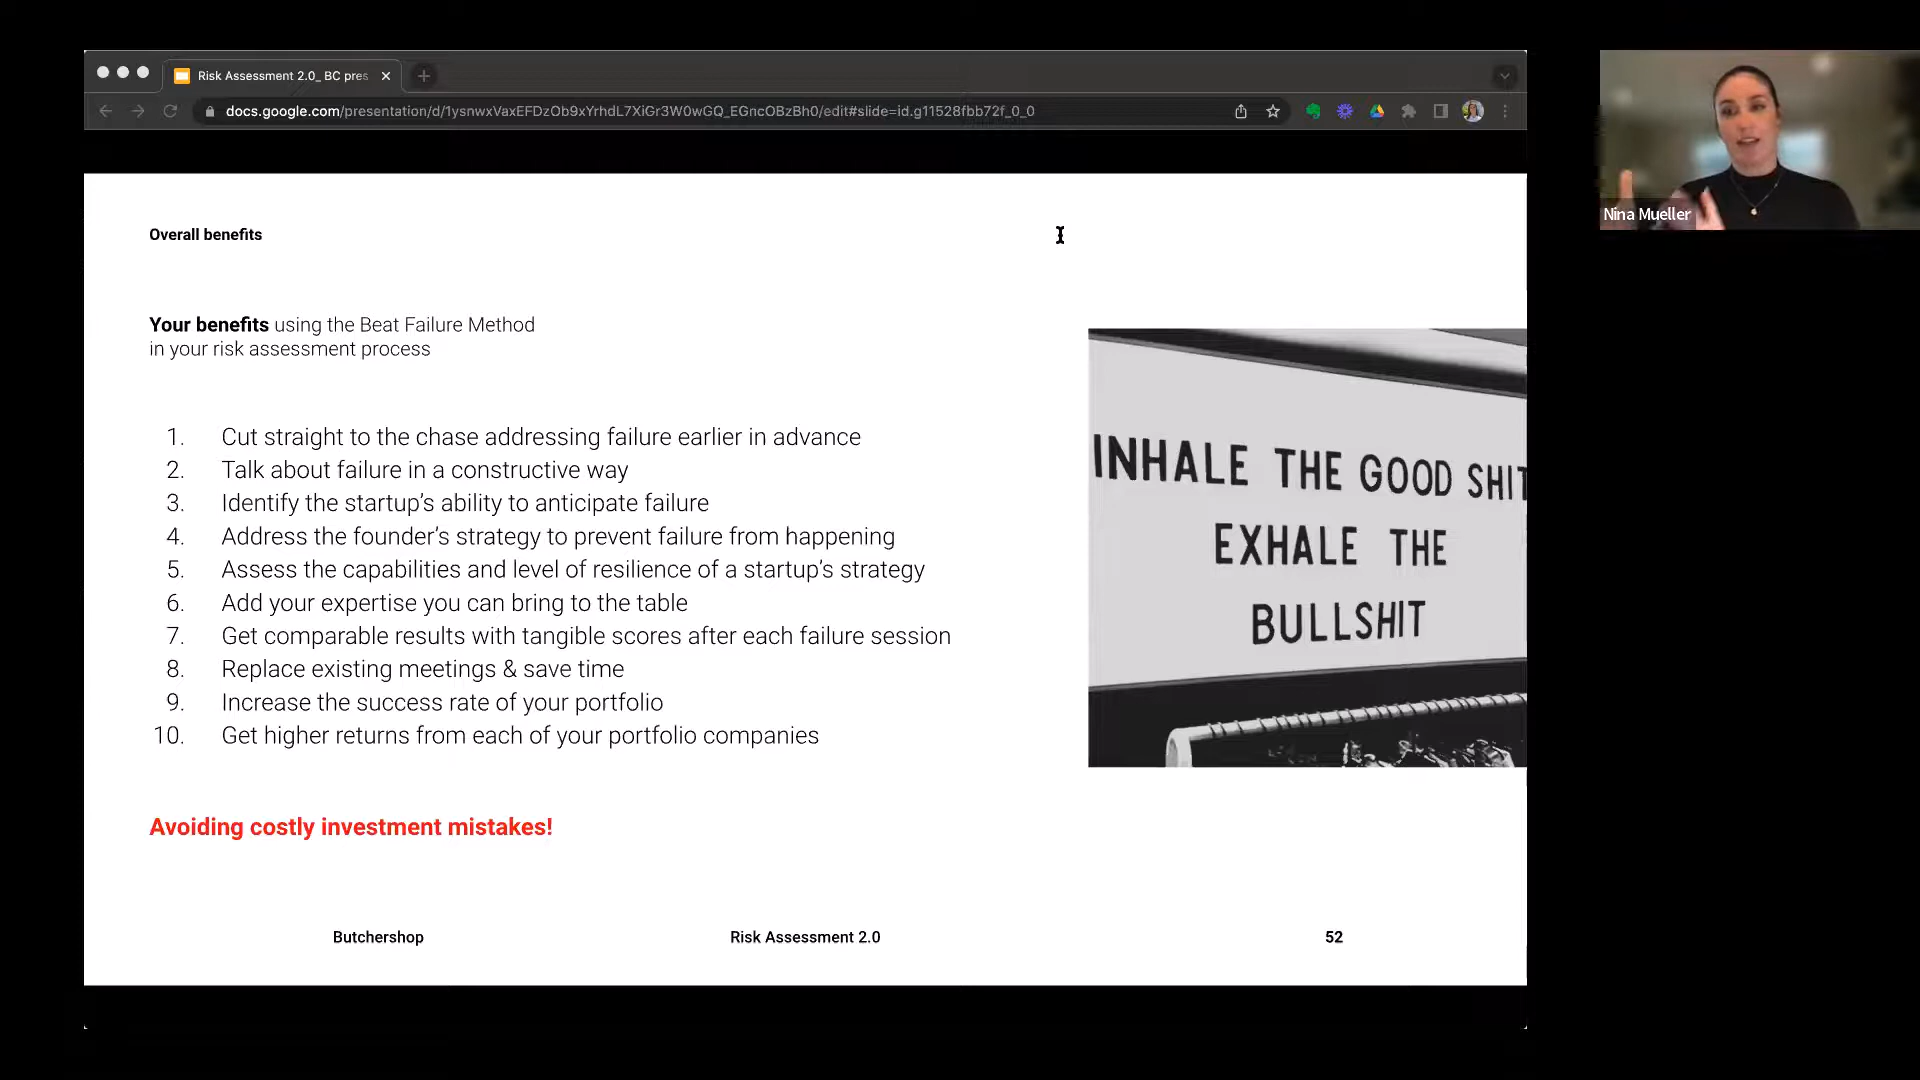 Risk Assessment 2.0_ BC pres
docs.google.com/presentation/d/1ysnwxVaxEFDzOb9xYrhdL7XiGr3W0wGQ_EGncOBzBh0/edit#slide=id.g11528fbb72f_0_0
Nina Mueller
Overall benefits
Your benefits using the Beat Failure Method
in your risk assessment process
1. Cut straight to the chase addressing failure earlier in advance
2. Talk about failure in a constructive way
3. Identify the startup’s ability to anticipate failure
4. Address the founder’s strategy to prevent failure from happening
5. Assess the capabilities and level of resilience of a startup’s strategy
6. Add your expertise you can bring to the table
7. Get comparable results with tangible scores after each failure session
8. Replace existing meetings & save time
9. Increase the success rate of your portfolio
10. Get higher returns from each of your portfolio companies
INHALE THE GOOD SHIT
EXHALE THE
BULLSHIT
Avoiding costly investment mistakes!
Butchershop
Risk Assessment 2.0
52